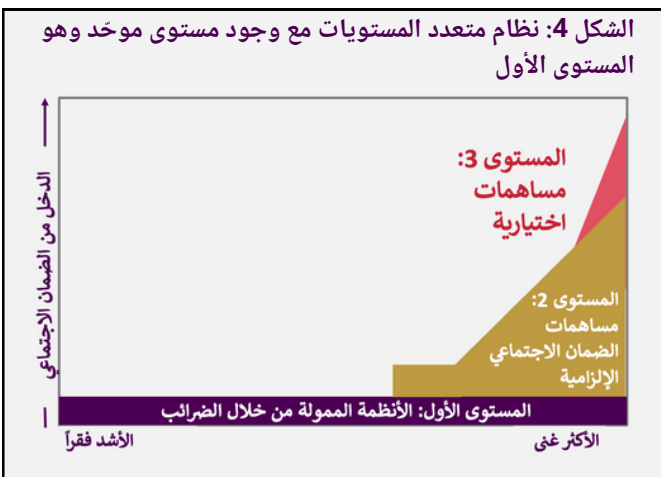 الشكل 4: نظام متعدد المستويات مع وجود مستوى موحّد وهو
المستوى الأول
الدخل من الضمان الاجتماعي
المستوى 3:
مساهمات
اختيارية
المستوى 2:
مساهمات
الضمان الاجتماعي
الإلزامية
المستوى الأول: الأنظمة الممولة من خلال الضرائب
الأكثر غنى
الأشد فقراً